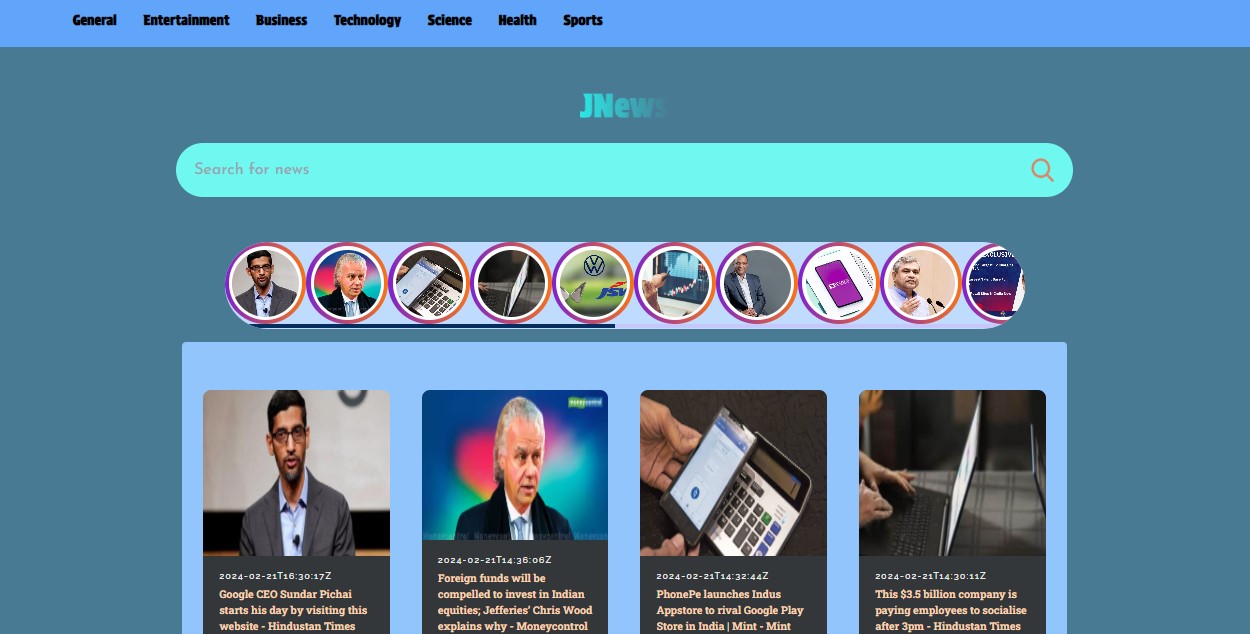 General Entertainment Business Technology Science Health Sports
JNews
Search for news
EXCLUSIVE
2024-02-21T16:30:17Z
Google CEO Sundar Pichai
starts his day by visiting this
website - Hindustan Times
2024-02-21T14:36:06Z
Foreign funds will be
compelled to invest in Indian
equities; Jefferies' Chris Wood
explains why - Moneycontrol
2024-02-21T14:32:44Z
PhonePe launches Indus
Appstore to rival Google Play
Store in India | Mint - Mint
2024-02-21T14:30:11Z
This $3.5 billion company is
paying employees to socialise
after 3pm - Hindustan Times